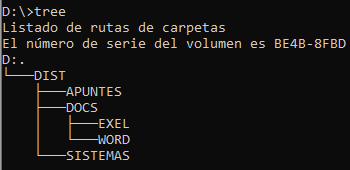 D:\>tree
Listado de rutas de carpetas
El número de serie del volumen es BE4B-8FBD
D:.
└───DIST
    ├───APUNTES
    ├───DOCS
    │   ├───EXEL
    │   └───WORD
    └───SISTEMAS